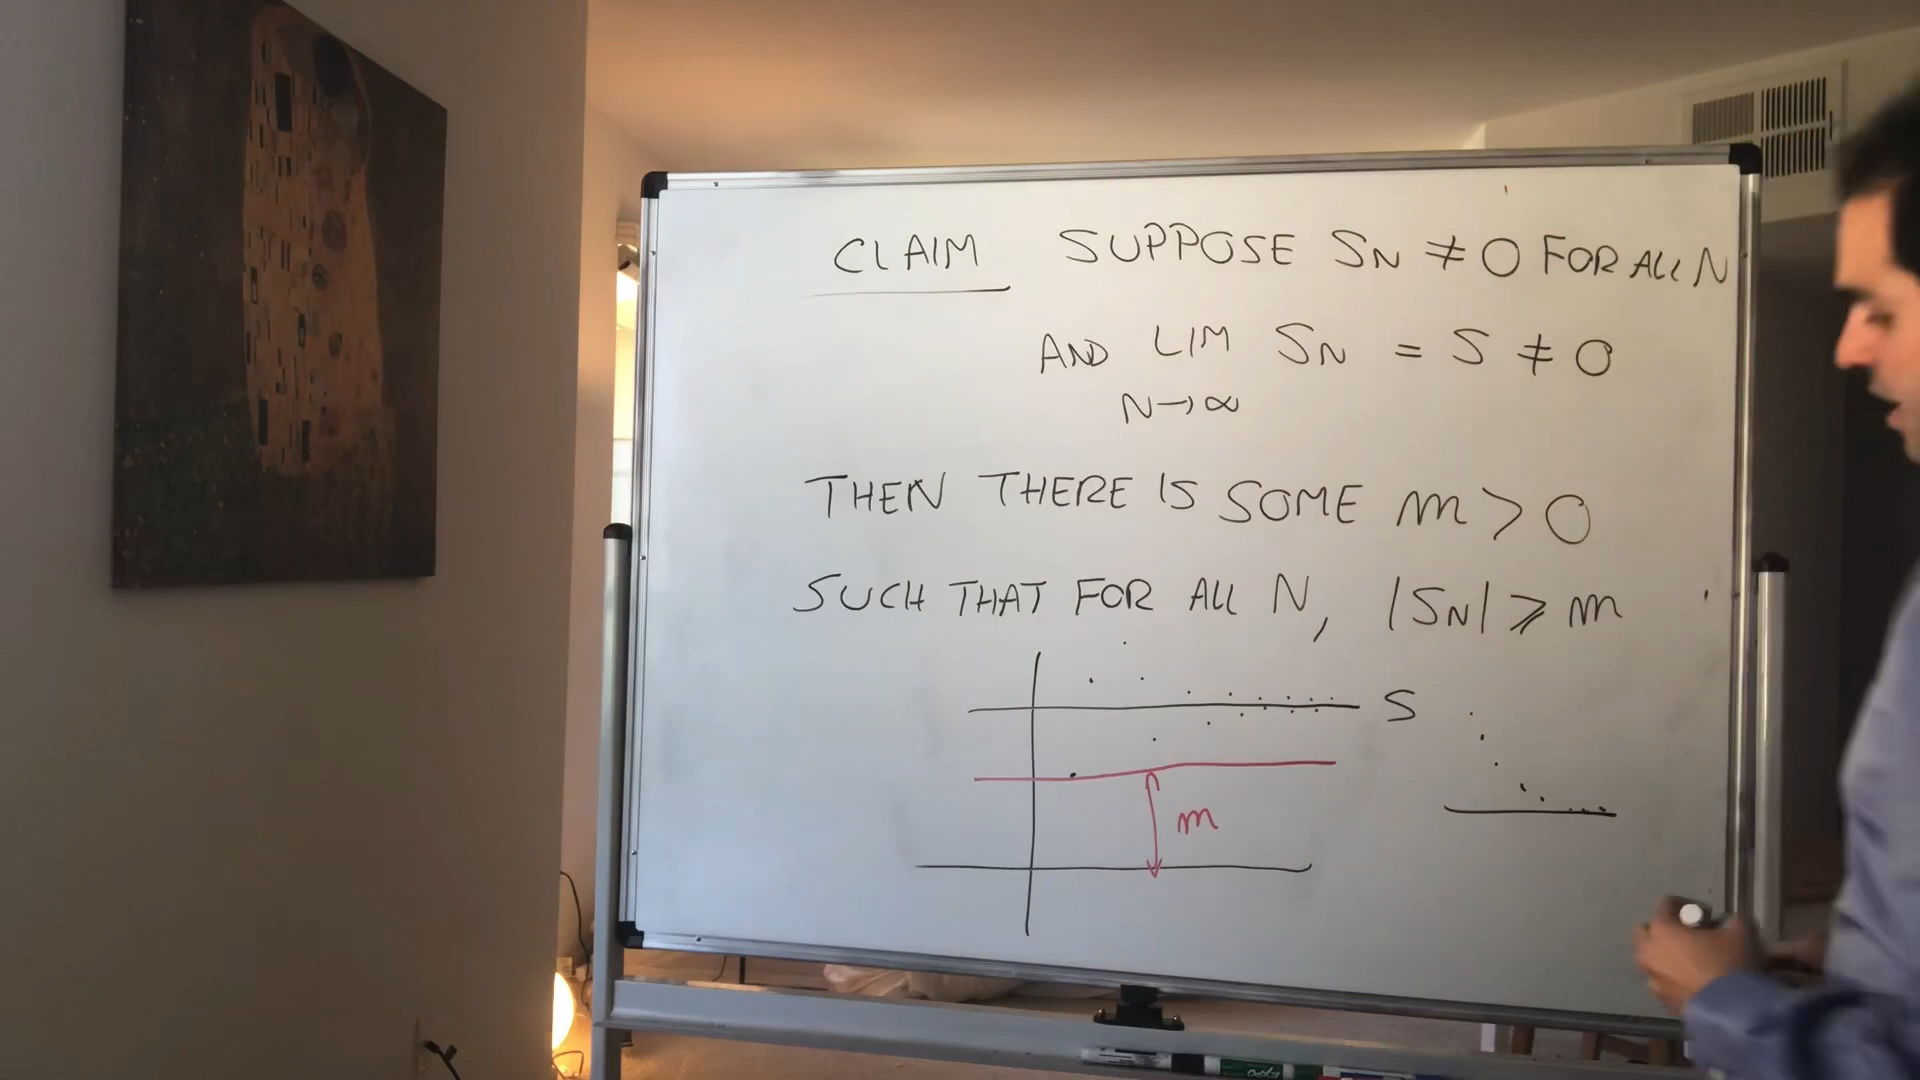 CLAIM SUPPOSE SN ≠ 0 FOR ALL N
AND LIM SN = S ≠ 0
N→∞
THEN THERE IS SOME m > 0
SUCH THAT FOR ALL N, |SN| ⩾ m
S
m